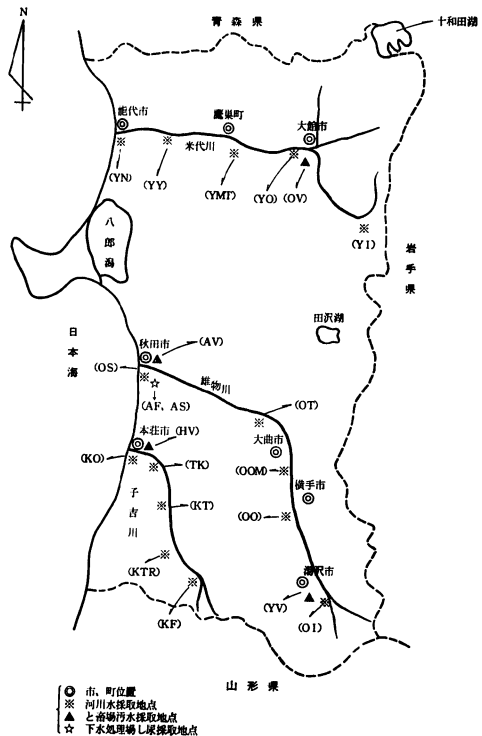 N
青森県
十和田湖
能代市
鷹巣町
大館市
米代川
(YN)
(YY)
(YMT)
(YO)
(OV)
(YI)
八郎潟
岩手県
日本海
田沢湖
秋田市
(AV)
(OS)
雄物川
(AF、AS)
(OT)
本荘市
(HV)
大曲市
(KO)
(TK)
(OOM)
横手市
子吉川
(KT)
(OO)
(KTR)
湯沢市
(YV)
(KF)
(OI)
山形県
◎ 市、町位置
※ 河川水採取地点
▲ と畜場汚水採取地点
☆ 下水処理場し尿採取地点